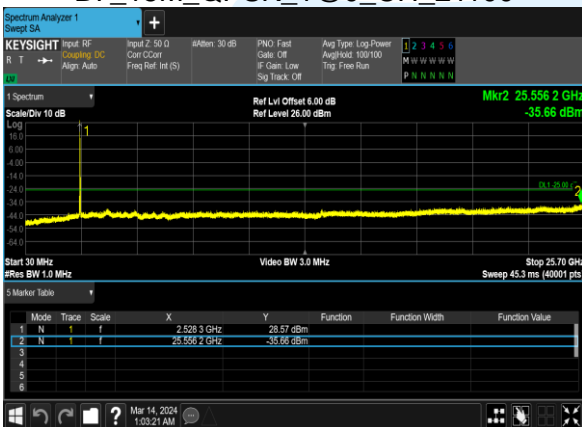 Spectrum Analyzer 1
Swept SA
+
KEYSIGHT
R T
LV
Input: RF
Coupling: DC
Align: Auto
Input Z: 50 Ω
Corr CCorr
Freq Ref: Int (S)
#Atten: 30 dB
PNO: Fast
Gate: Off
IF Gain: Low
Sig Track: Off
Avg Type: Log-Power
Avg|Hold: 100/100
Trig: Free Run
1 2 3 4 5 6
M W W W W W
P N N N N N
1 Spectrum
Scale/Div 10 dB
Ref Lvl Offset 6.00 dB
Ref Level 26.00 dBm
Mkr2 25.556 2 GHz
-35.66 dBm
Log
16.0
6.00
-4.00
-14.0
-24.0
-34.0
-44.0
-54.0
-64.0
1
DL1 -25.00
2
Start 30 MHz
#Res BW 1.0 MHz
Video BW 3.0 MHz
Stop 25.70 GHz
Sweep 45.3 ms (40001 pts
5 Marker Table
Mode Trace Scale X Y Function Function Width Function Value
1 N 1 f 2.528 3 GHz 28.57 dBm
2 N 1 f 25.556 2 GHz -35.66 dBm
3
4
5
6
?
Mar 14, 2024
1:03:21 AM